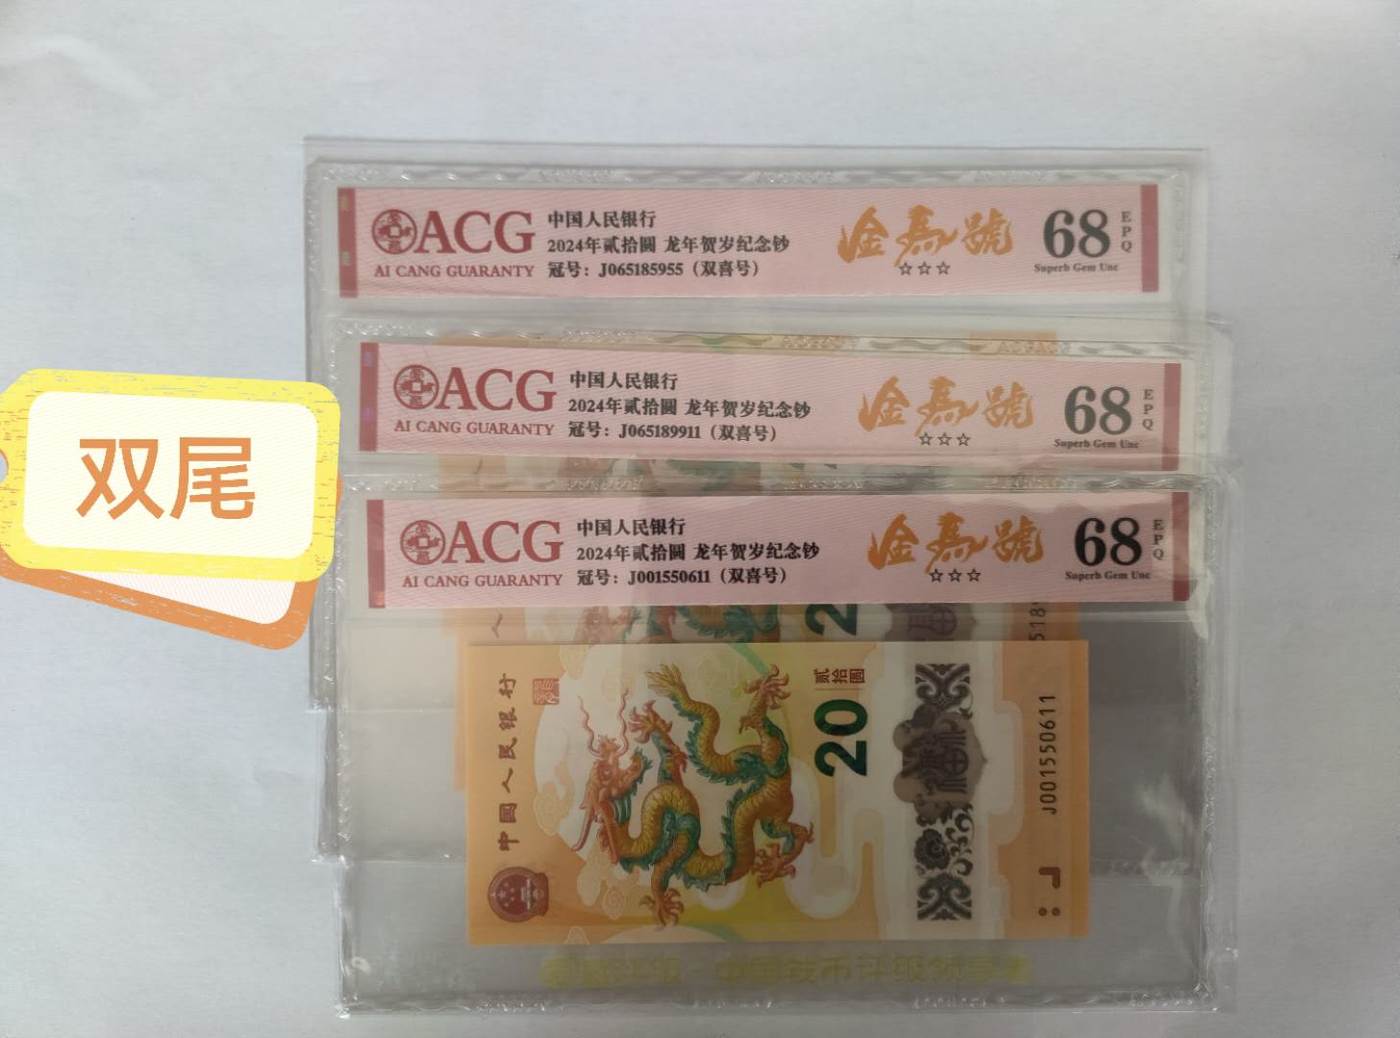 ACG
AI CANG GUARANTY
中国人民银行
2024年贰拾圆 龙年贺岁纪念钞
冠号：J065185955（双喜号）
金馬號
☆☆☆
68
EPQ
Superb Gem Unc
ACG
AI CANG GUARANTY
中国人民银行
2024年贰拾圆 龙年贺岁纪念钞
冠号：J065189911（双喜号）
金馬號
☆☆☆
68
EPQ
Superb Gem Unc
双尾
ACG
AI CANG GUARANTY
中国人民银行
2024年贰拾圆 龙年贺岁纪念钞
冠号：J001550611（双喜号）
金馬號
☆☆☆
68
EPQ
Superb Gem Unc
中國人民銀行
贰拾圆
20
J001550611